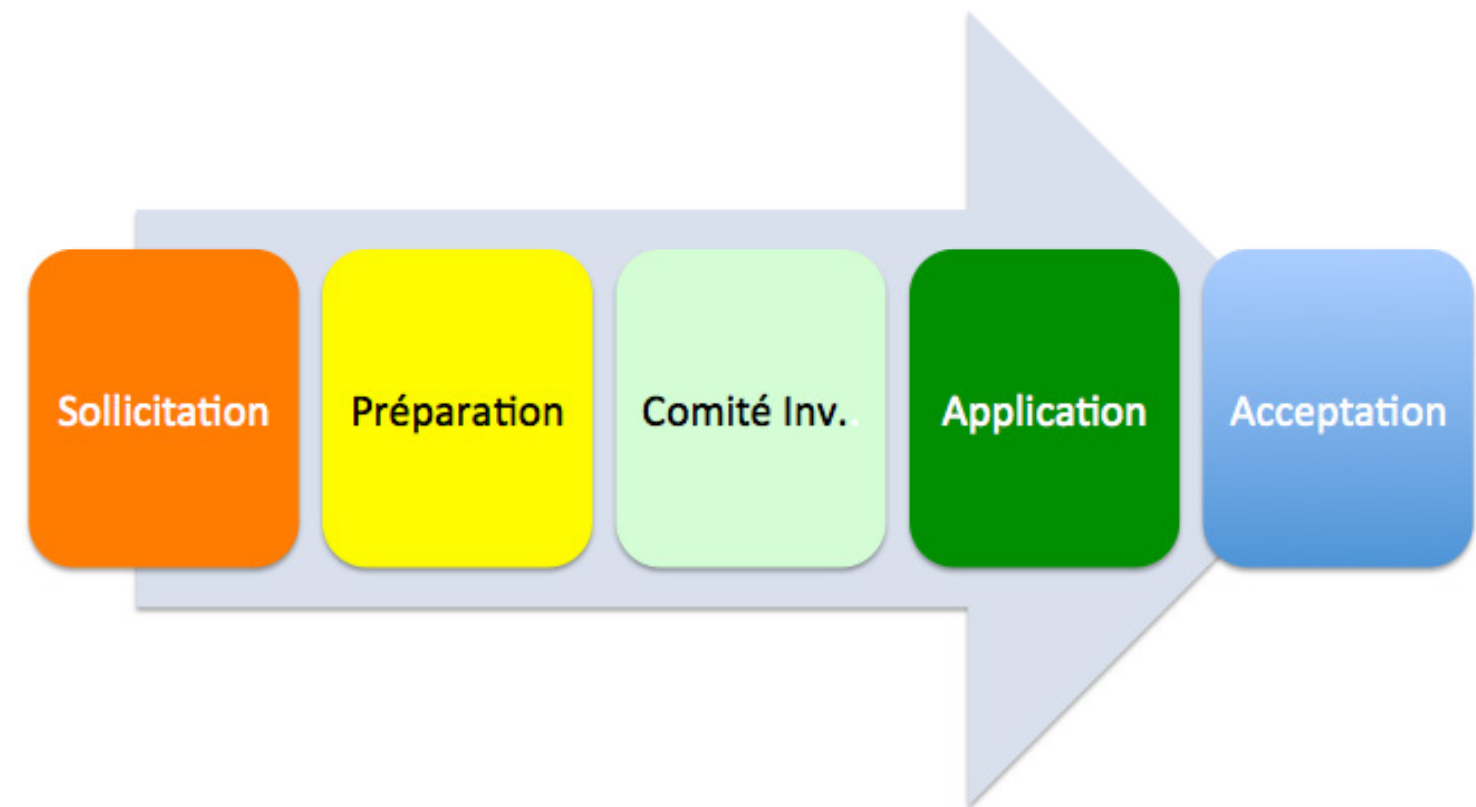 Sollicitation
Préparation
Comité Inv..
Application
Acceptation